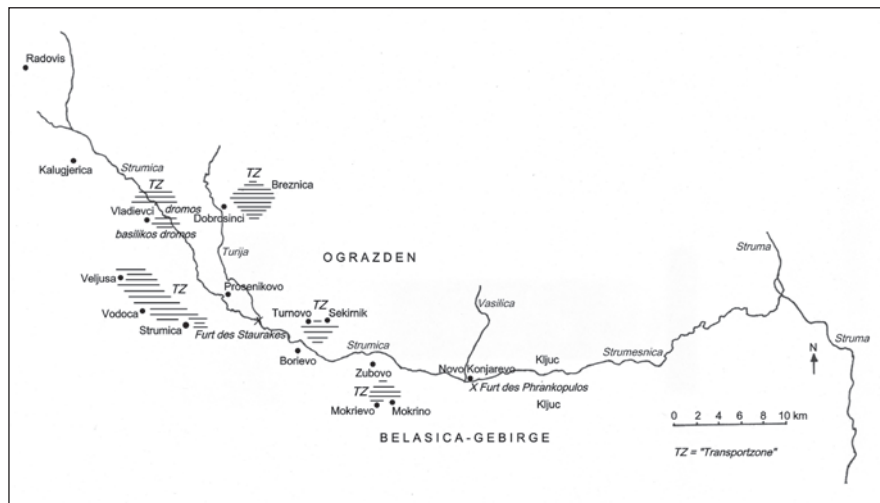 Radovis
Kalugjerica
Strumica
TZ
Breznica
TZ
Vladievci
dromos
Dobrosinci
basilikos dromos
Turija
OGRAZDEN
Struma
Veljusa
TZ
Prosenikovo
Vasilica
Vodoca
Turnovo
TZ
Sekirnik
Strumica
Furt des Staurakes
Struma
Borievo
Strumica
Kljuc
Strumesnica
N
Zubovo
Novo Konjarevo
X Furt des Phrankopulos
TZ
Kljuc
Mokrievo
Mokrino
0 2 4 6 8 10 km
BELASICA-GEBIRGE
TZ = "Transportzone"